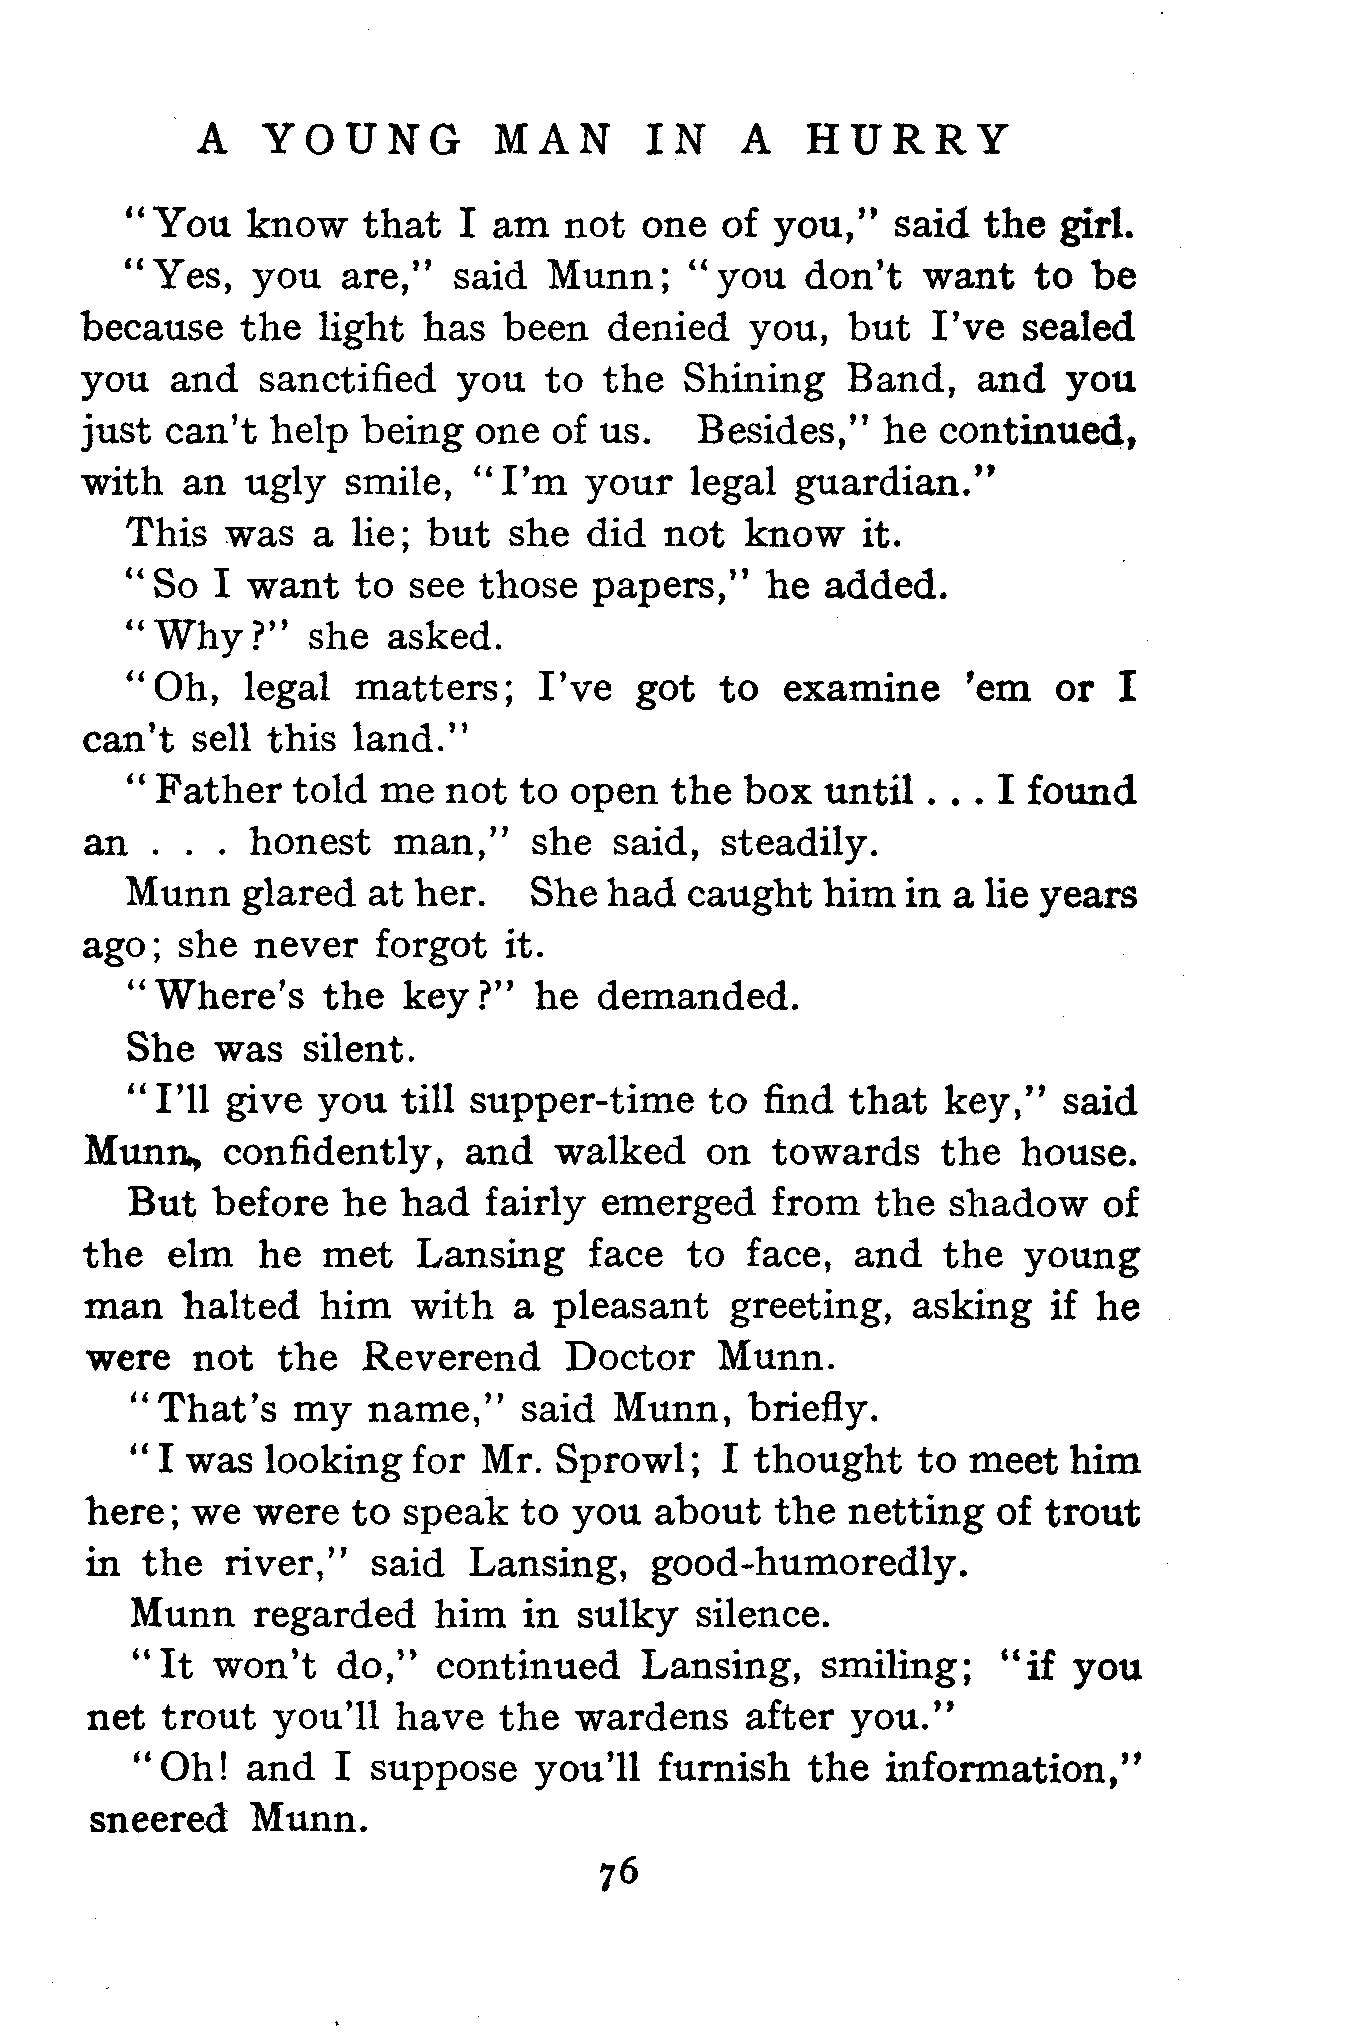 A YOUNG MAN IN A HURRY
"You know that I am not one of you," said the girl.
"Yes, you are," said Munn; "you don't want to be
because the light has been denied you, but I've sealed
you and sanctified you to the Shining Band, and you
just can't help being one of us. Besides," he continued,
with an ugly smile, "I'm your legal guardian."
This was a lie; but she did not know it.
"So I want to see those papers," he added.
"Why?" she asked.
"Oh, legal matters; I've got to examine 'em or I
can't sell this land."
"Father told me not to open the box until . . . I found
an . . . honest man," she said, steadily.
Munn glared at her. She had caught him in a lie years
ago; she never forgot it.
"Where's the key?" he demanded.
She was silent.
"I'll give you till supper-time to find that key," said
Munn, confidently, and walked on towards the house.
But before he had fairly emerged from the shadow of
the elm he met Lansing face to face, and the young
man halted him with a pleasant greeting, asking if he
were not the Reverend Doctor Munn.
"That's my name," said Munn, briefly.
"I was looking for Mr. Sprowl; I thought to meet him
here; we were to speak to you about the netting of trout
in the river," said Lansing, good-humoredly.
Munn regarded him in sulky silence.
"It won't do," continued Lansing, smiling; "if you
net trout you'll have the wardens after you."
"Oh! and I suppose you'll furnish the information,"
sneered Munn.
76